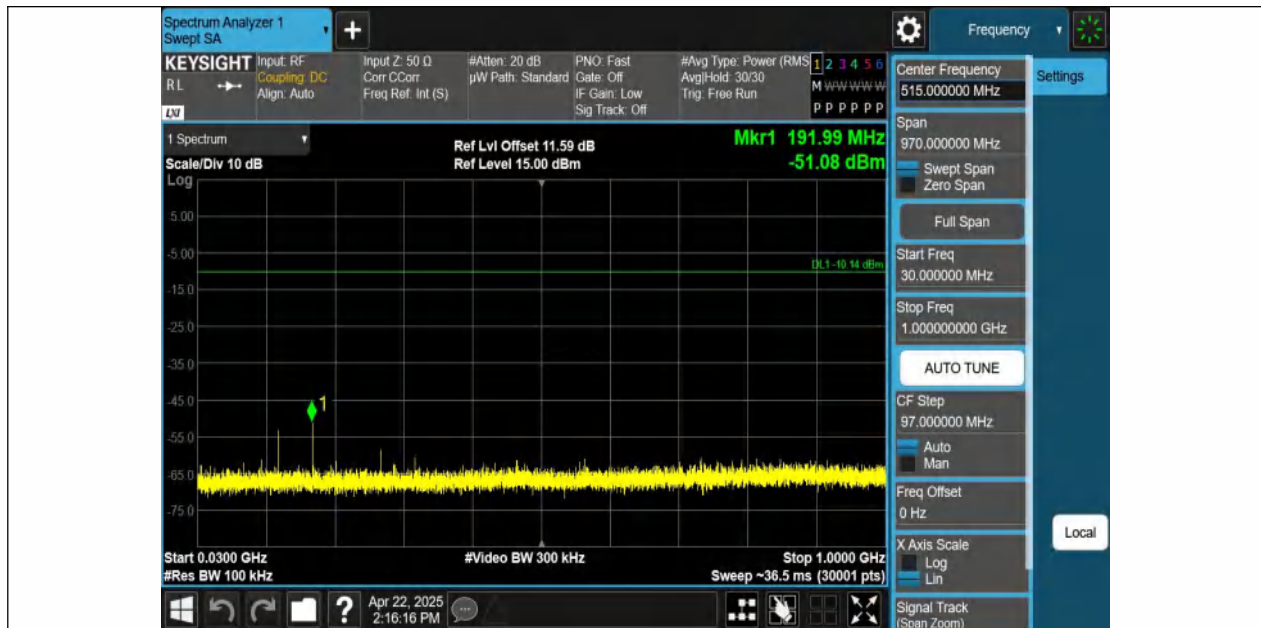 Spectrum Analyzer 1
Swept SA
Frequency
KEYSIGHT
RL
LXI
Input: RF
Coupling: DC
Align: Auto
Input Z: 50 Ω
Corr CCorr
Freq Ref: Int (S)
#Atten: 20 dB
µW Path: Standard
PNO: Fast
Gate: Off
IF Gain: Low
Sig Track: Off
#Avg Type: Power (RMS
Avg|Hold: 30/30
Trig: Free Run
1 2 3 4 5 6
M W W W W W
P P P P P P
1 Spectrum
Scale/Div 10 dB
Log
Ref Lvl Offset 11.59 dB
Ref Level 15.00 dBm
Mkr1 191.99 MHz
-51.08 dBm
5.00
-5.00
DL1 -10.14 dBm
-15.0
-25.0
-35.0
-45.0
1
-55.0
-65.0
-75.0
Start 0.0300 GHz
#Video BW 300 kHz
Stop 1.0000 GHz
#Res BW 100 kHz
Sweep ~36.5 ms (30001 pts)
Apr 22, 2025
2:16:16 PM
Center Frequency
515.000000 MHz
Settings
Span
970.000000 MHz
Swept Span
Zero Span
Full Span
Start Freq
30.000000 MHz
Stop Freq
1.000000000 GHz
AUTO TUNE
CF Step
97.000000 MHz
Auto
Man
Freq Offset
0 Hz
Local
X Axis Scale
Log
Lin
Signal Track
(Span Zoom)